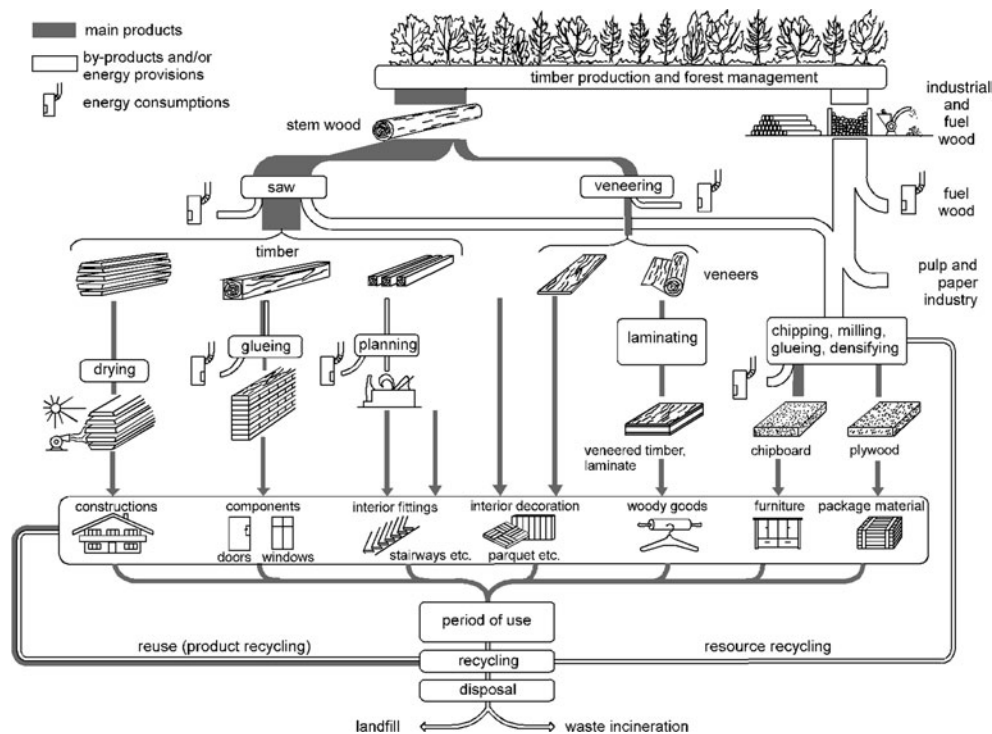 main products
by-products and/or
energy provisions
energy consumptions
timber production and forest management
stem wood
industrial
and
fuel
wood
saw
veneering
fuel
wood
timber
veneers
pulp and
paper
industry
glueing
planning
laminating
chipping, milling,
glueing, densifying
drying
veneered timber,
laminate
chipboard
plywood
constructions
components
interior fittings
interior decoration
woody goods
furniture
package material
doors
windows
stairways etc.
parquet etc.
period of use
reuse (product recycling)
recycling
resource recycling
disposal
landfill
waste incineration